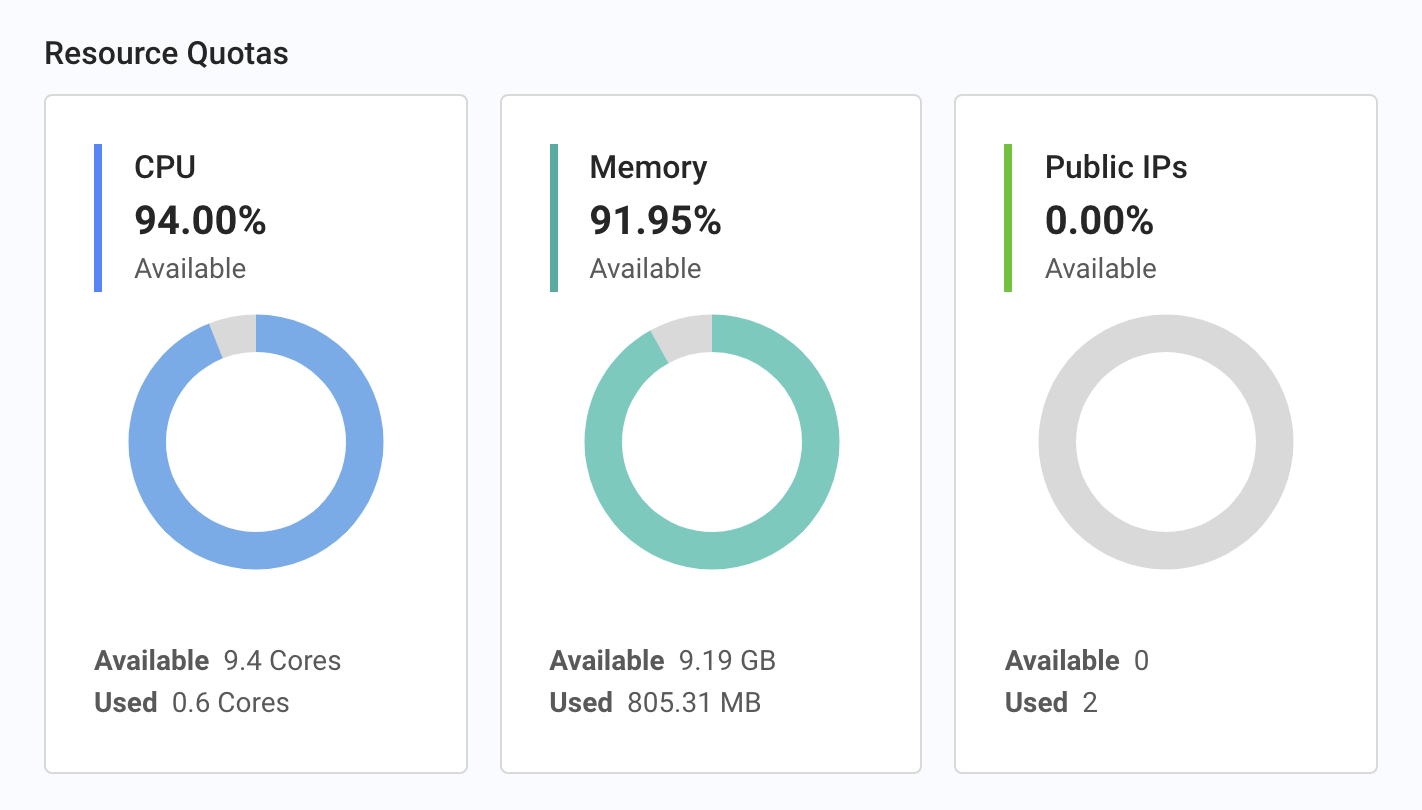 Resource Quotas
CPU
94.00%
Available
Available 9.4 Cores
Used 0.6 Cores
Memory
91.95%
Available
Available 9.19 GB
Used 805.31 MB
Public IPs
0.00%
Available
Available 0
Used 2